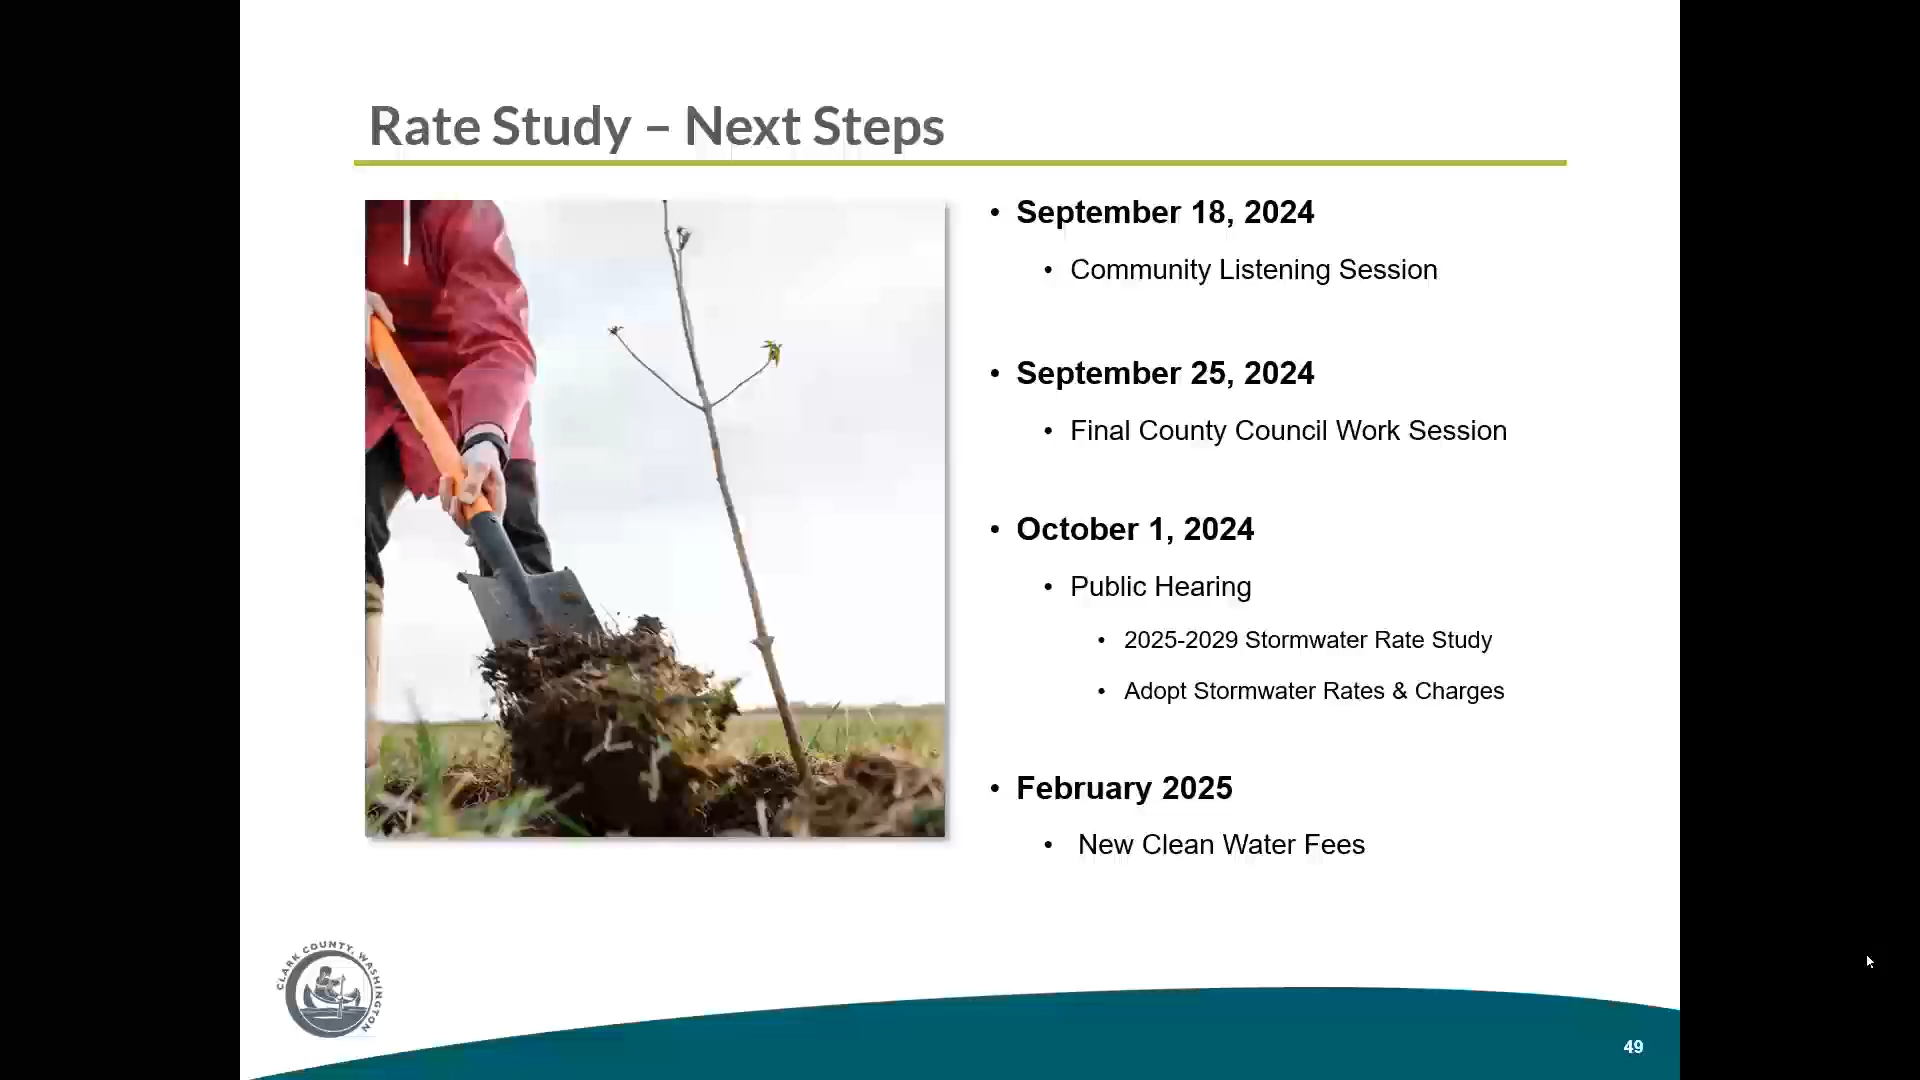 Rate Study – Next Steps
• September 18, 2024
• Community Listening Session
• September 25, 2024
• Final County Council Work Session
• October 1, 2024
• Public Hearing
• 2025-2029 Stormwater Rate Study
• Adopt Stormwater Rates & Charges
• February 2025
• New Clean Water Fees
CLARK COUNTY, WASHINGTON
49